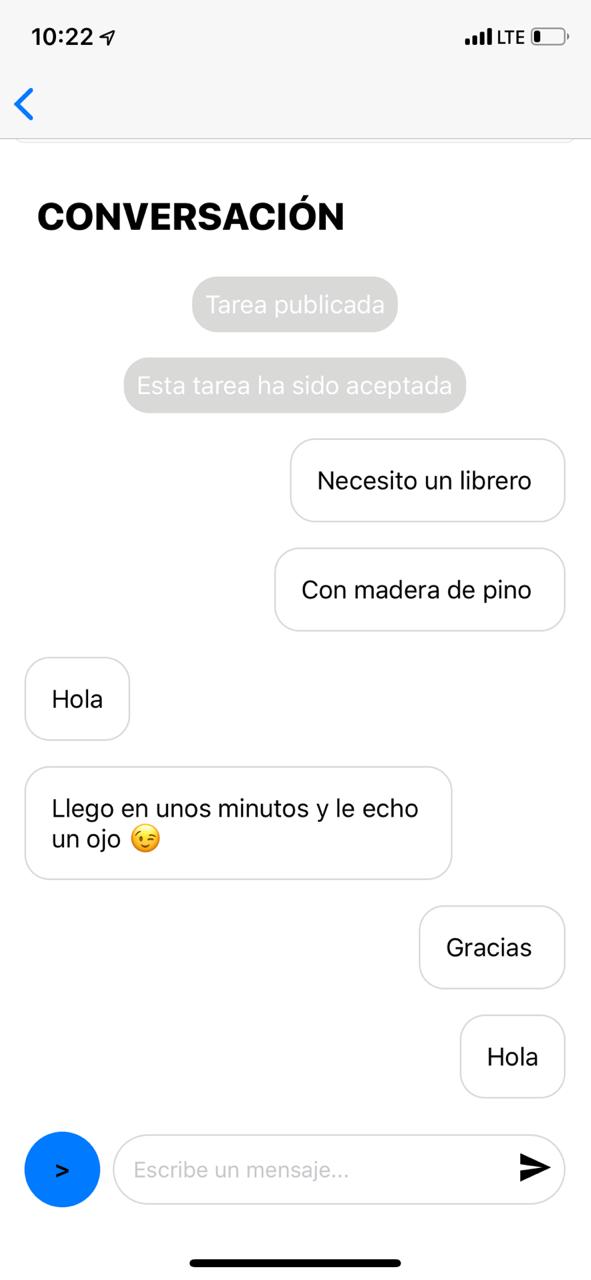 10:22
LTE
CONVERSACIÓN
Tarea publicada
Esta tarea ha sido aceptada
Necesito un librero
Con madera de pino
Hola
Llego en unos minutos y le echo
un ojo 😉
Gracias
Hola
>
Escribe un mensaje...